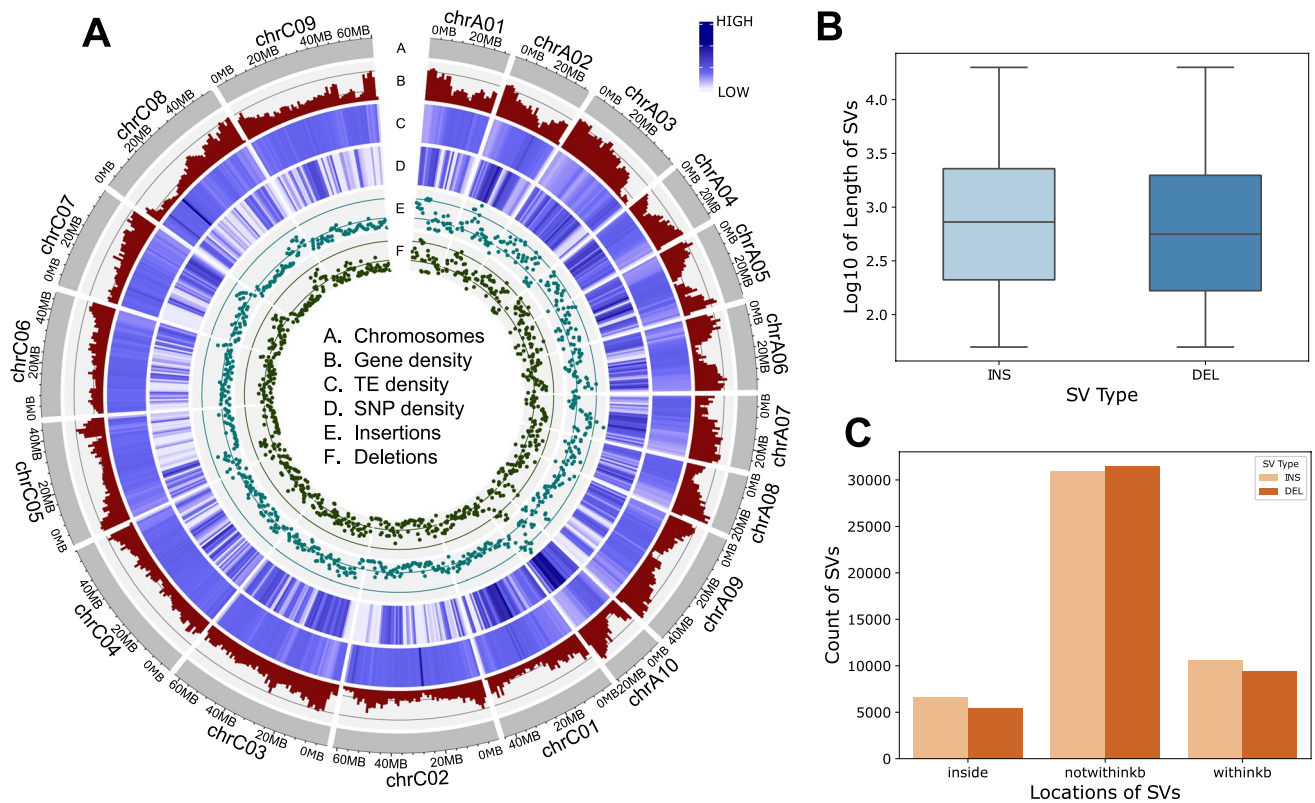 A
HIGH
LOW
A
B
C
D
E
F
chrA01
0MB 20MB
chrA02
0MB 20MB
chrA03
0MB 20MB
chrA04
0MB 20MB
chrA05
0MB 20MB
chrA06
0MB 20MB
chrA07
0MB 20MB
chrA08
0MB 20MB
chrA09
0MB 20MB 40MB
chrA10
0MB 20MB
chrC01
0MB 20MB 40MB
chrC02
0MB 20MB 40MB 60MB
chrC03
0MB 20MB 40MB 60MB
chrC04
0MB 20MB 40MB
chrC05
0MB 20MB 40MB
chrC06
0MB 20MB 40MB
chrC07
0MB 20MB
chrC08
0MB 20MB 40MB
chrC09
0MB 20MB 40MB 60MB
A. Chromosomes
B. Gene density
C. TE density
D. SNP density
E. Insertions
F. Deletions
B
Log10 of Length of SVs
4.0
3.5
3.0
2.5
2.0
INS DEL
SV Type
C
Count of SVs
30000
25000
20000
15000
10000
5000
0
SV Type
INS
DEL
inside notwithinkb withinkb
Locations of SVs